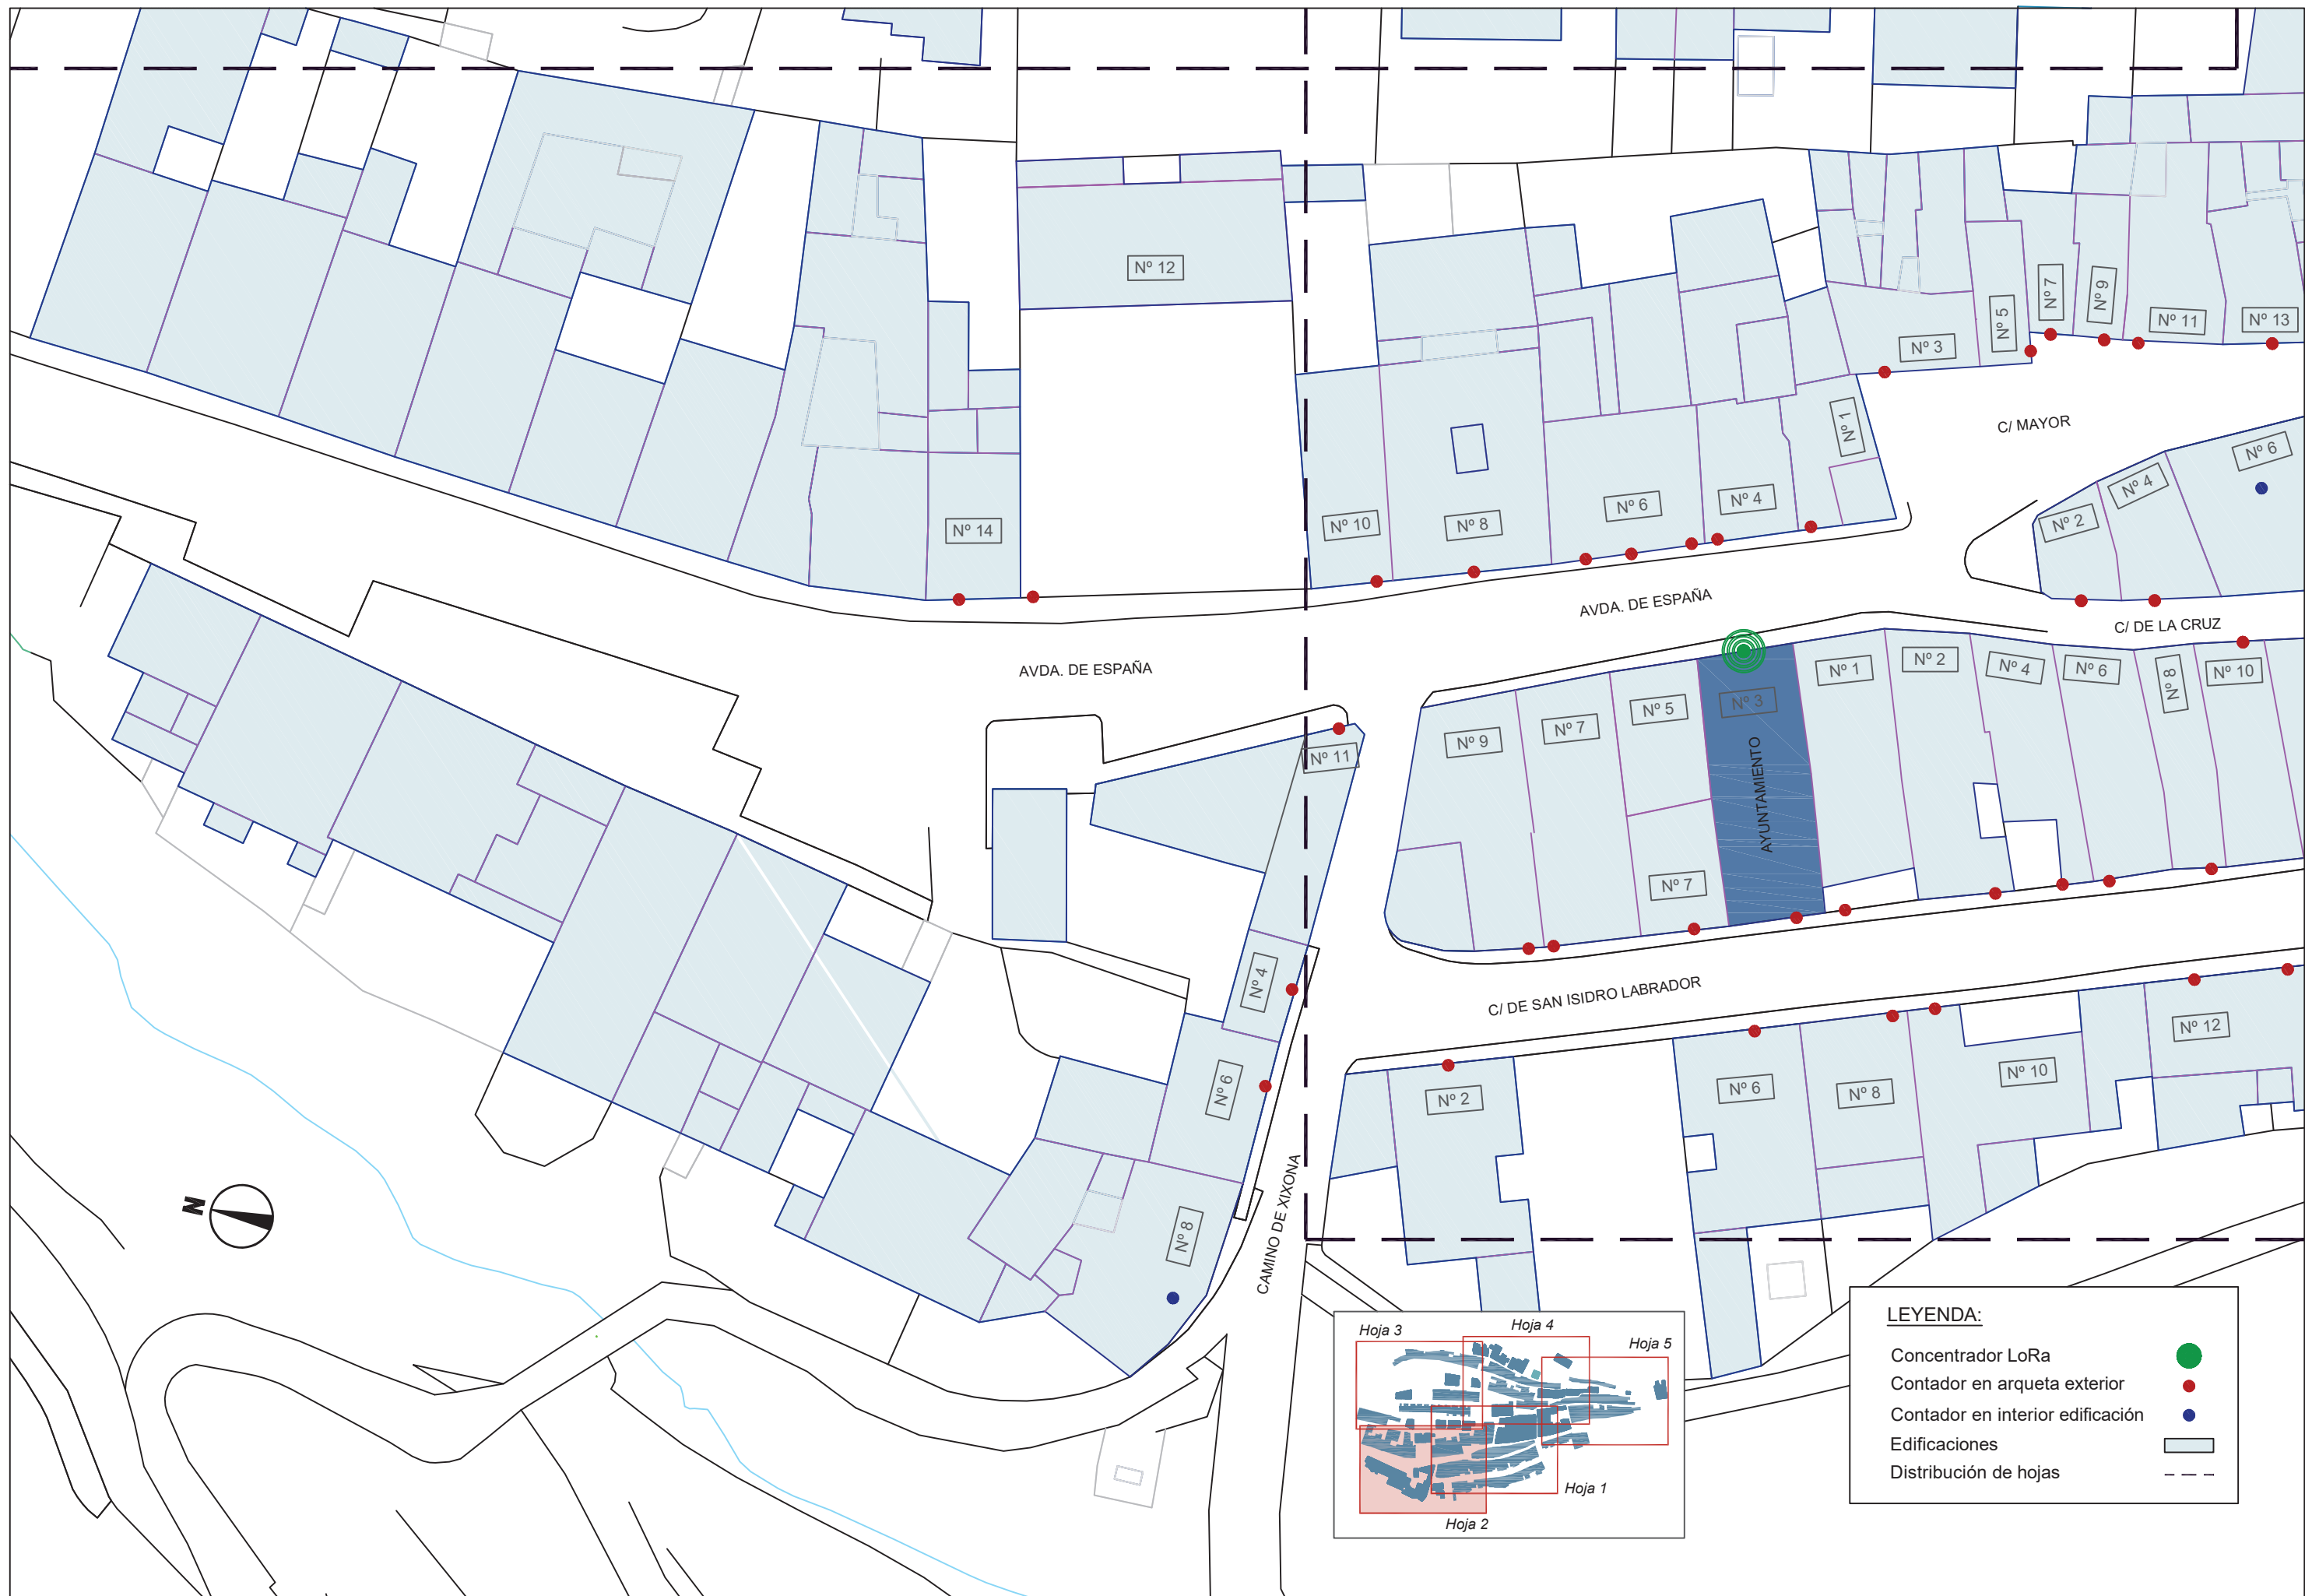 Nº 12
Nº 7
Nº 9
Nº 5
Nº 11
Nº 13
Nº 3
C/ MAYOR
Nº 1
Nº 6
Nº 4
Nº 2
Nº 14
Nº 10
Nº 8
Nº 6
Nº 4
AVDA. DE ESPAÑA
C/ DE LA CRUZ
AVDA. DE ESPAÑA
Nº 11
Nº 9
Nº 7
Nº 5
Nº 3
AYUNTAMIENTO
Nº 1
Nº 2
Nº 4
Nº 6
Nº 8
Nº 10
Nº 7
C/ DE SAN ISIDRO LABRADOR
Nº 4
Nº 6
Nº 8
CAMINO DE XIXONA
Nº 2
Nº 6
Nº 8
Nº 10
Nº 12
N
Hoja 3
Hoja 4
Hoja 5
Hoja 1
Hoja 2
LEYENDA:
Concentrador LoRa
Contador en arqueta exterior
Contador en interior edificación
Edificaciones
Distribución de hojas